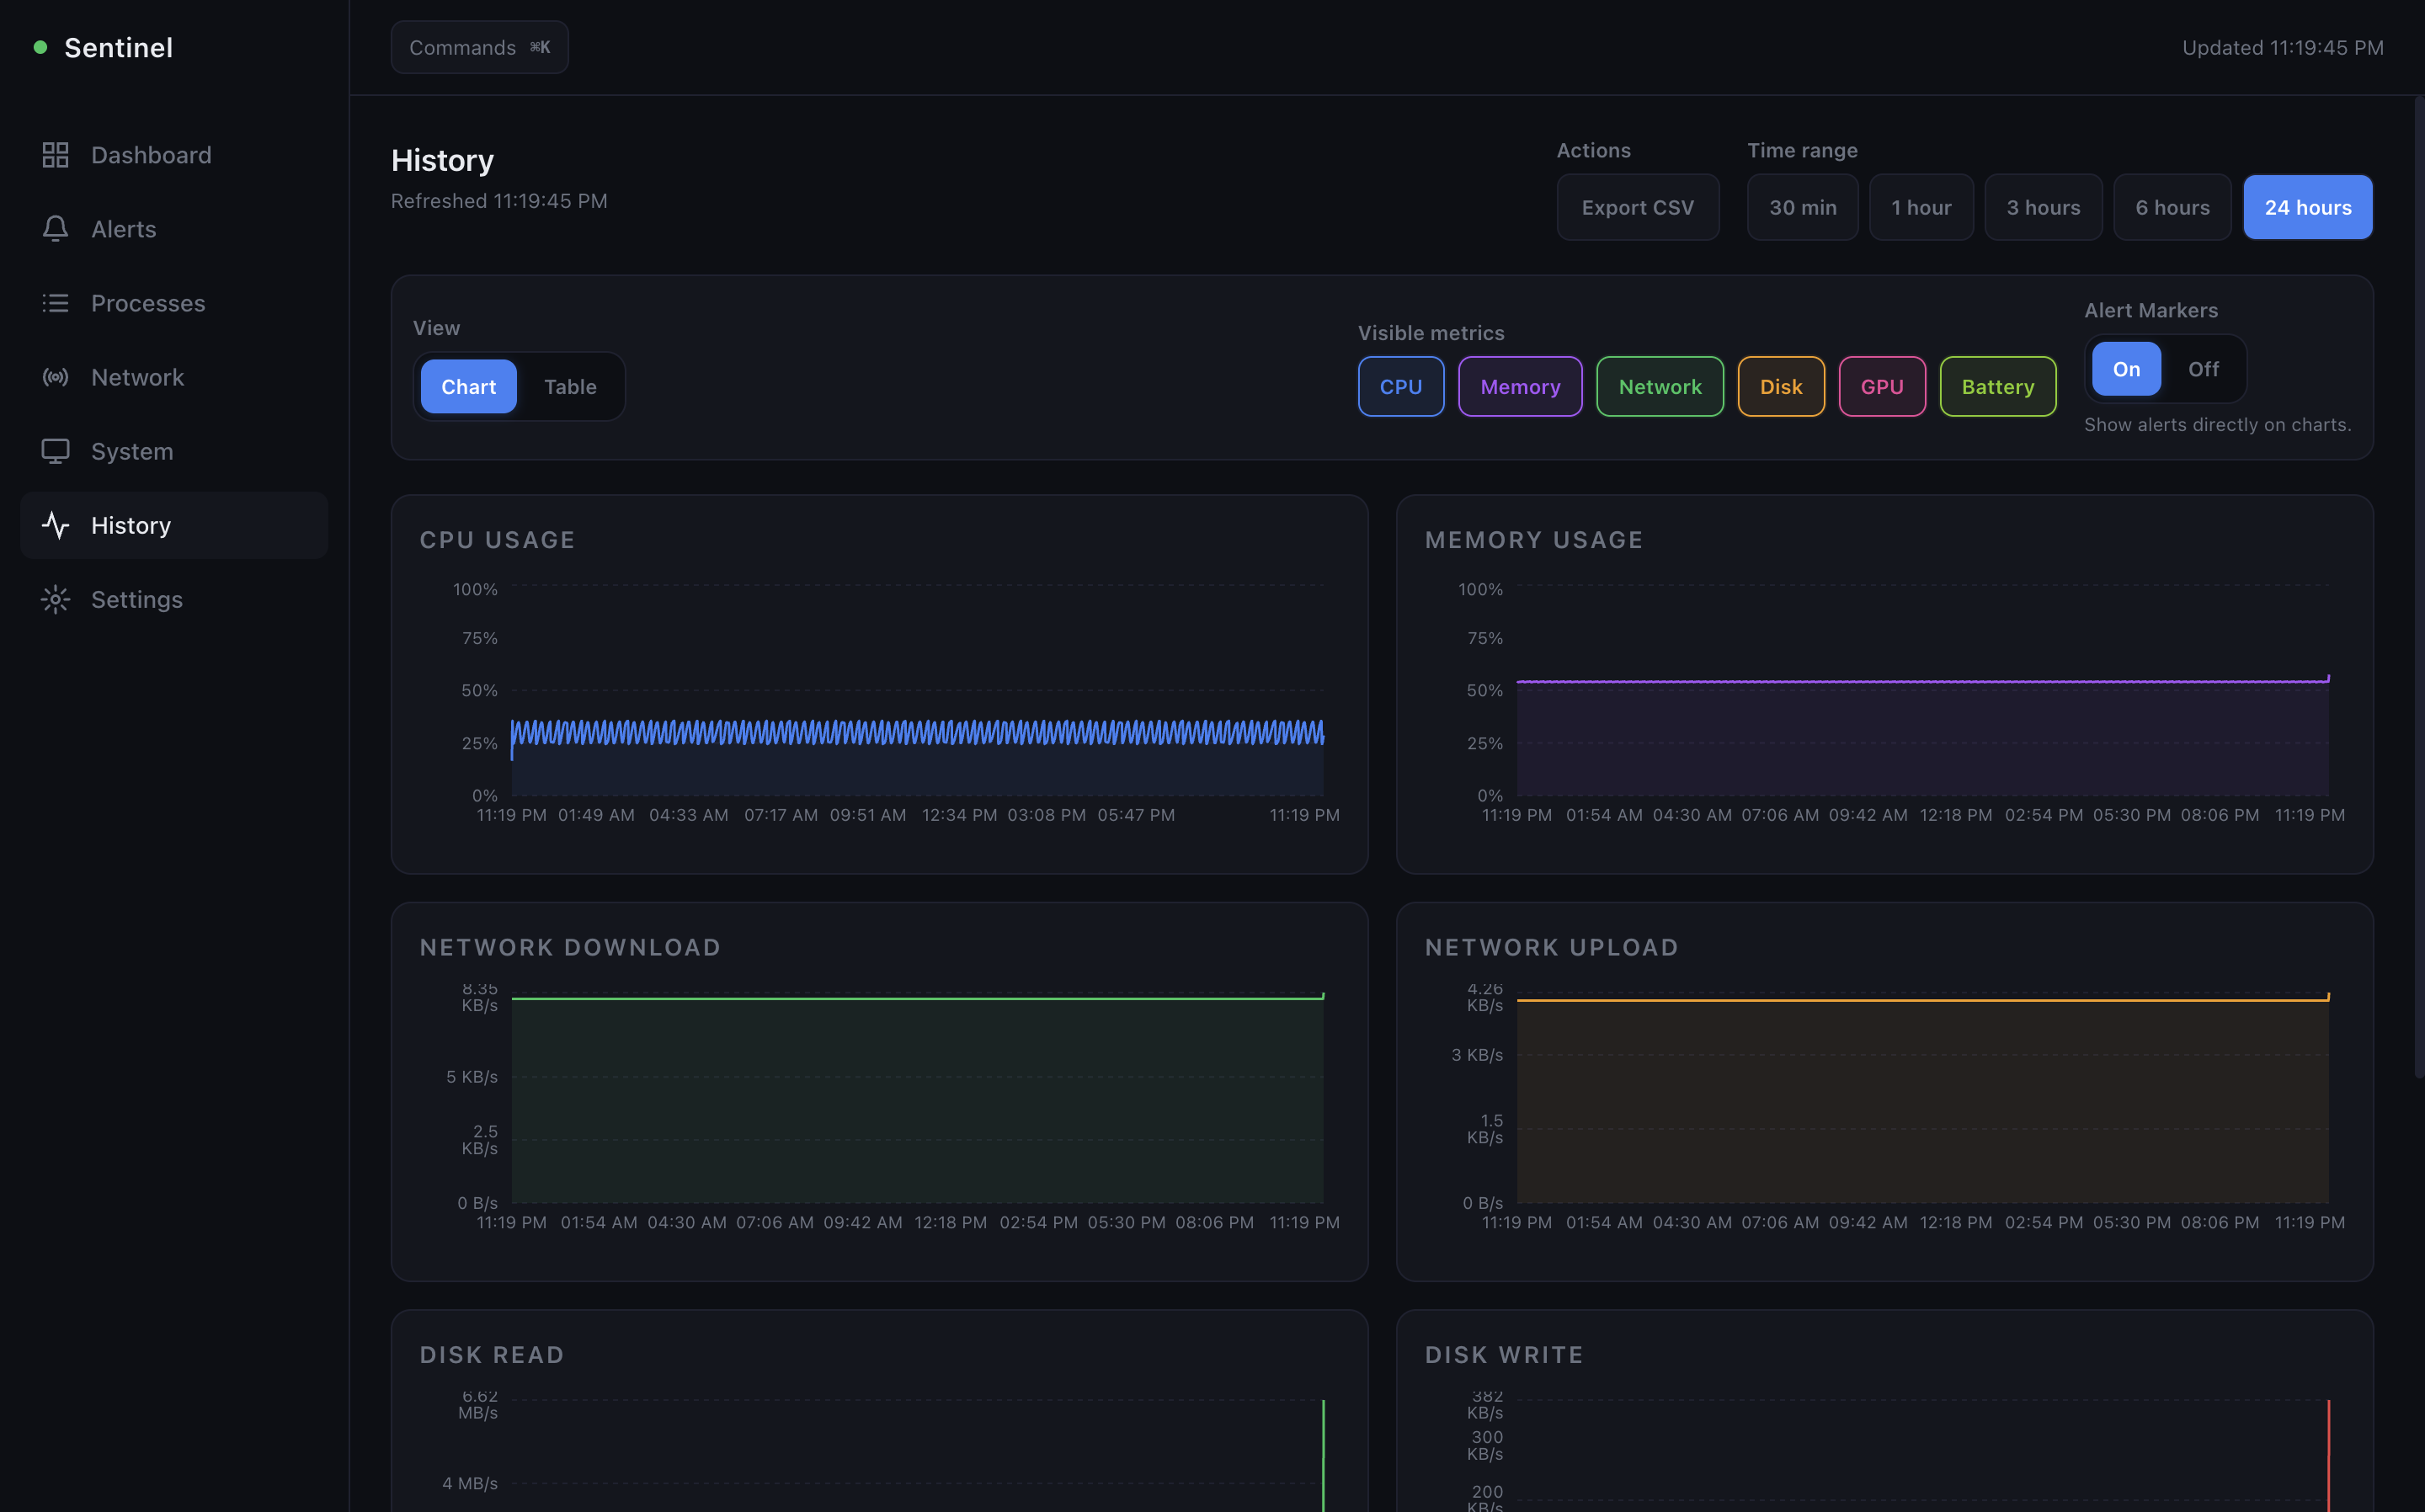 Sentinel
Commands ⌘K
Updated 11:19:45 PM
Dashboard
Alerts
Processes
Network
System
History
Settings
History
Refreshed 11:19:45 PM
Actions
Export CSV
Time range
30 min 1 hour 3 hours 6 hours 24 hours
View
Chart Table
Visible metrics
CPU Memory Network Disk GPU Battery
Alert Markers
On Off
Show alerts directly on charts.
CPU USAGE
100%
75%
50%
25%
0%
11:19 PM 01:49 AM 04:33 AM 07:17 AM 09:51 AM 12:34 PM 03:08 PM 05:47 PM 11:19 PM
MEMORY USAGE
100%
75%
50%
25%
0%
11:19 PM 01:54 AM 04:30 AM 07:06 AM 09:42 AM 12:18 PM 02:54 PM 05:30 PM 08:06 PM 11:19 PM
NETWORK DOWNLOAD
8.35
KB/s
5 KB/s
2.5
KB/s
0 B/s
11:19 PM 01:54 AM 04:30 AM 07:06 AM 09:42 AM 12:18 PM 02:54 PM 05:30 PM 08:06 PM 11:19 PM
NETWORK UPLOAD
4.26
KB/s
3 KB/s
1.5
KB/s
0 B/s
11:19 PM 01:54 AM 04:30 AM 07:06 AM 09:42 AM 12:18 PM 02:54 PM 05:30 PM 08:06 PM 11:19 PM
DISK READ
6.62
MB/s
4 MB/s
DISK WRITE
382
KB/s
300
KB/s
200
KB/s